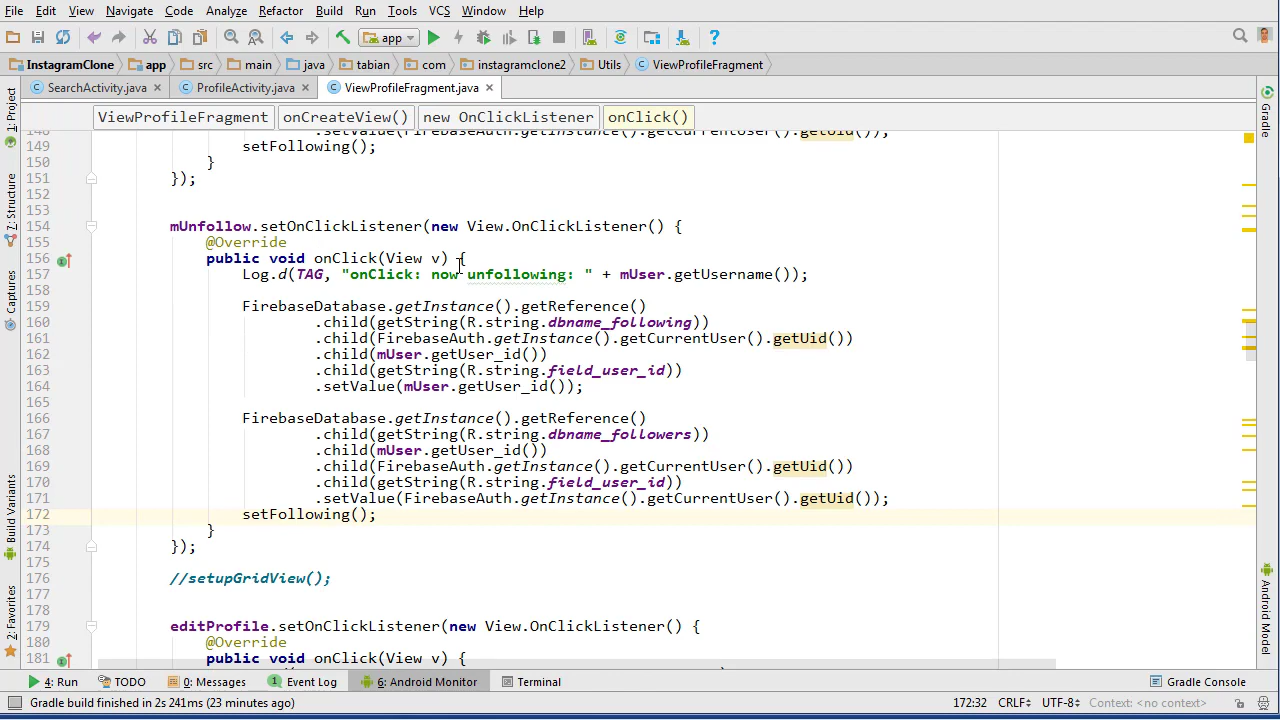 File Edit View Navigate Code Analyze Refactor Build Run Tools VCS Window Help
app
InstagramClone app src main java tabian com instagramclone2 Utils ViewProfileFragment
SearchActivity.java ProfileActivity.java ViewProfileFragment.java
ViewProfileFragment onCreateView() new OnClickListener onClick()
1: Project
7: Structure
Captures
Build Variants
2: Favorites
Gradle
Android Model
148 .setValue(FirebaseAuth.getInstance().getCurrentUser().getUid());
149 setFollowing();
150 }
151 });
152
153
154 mUnfollow.setOnClickListener(new View.OnClickListener() {
155 @Override
156 public void onClick(View v) {
157 Log.d(TAG, "onClick: now unfollowing: " + mUser.getUsername());
158
159 FirebaseDatabase.getInstance().getReference()
160 .child(getString(R.string.dbname_following))
161 .child(FirebaseAuth.getInstance().getCurrentUser().getUid())
162 .child(mUser.getUser_id())
163 .child(getString(R.string.field_user_id))
164 .setValue(mUser.getUser_id());
165
166 FirebaseDatabase.getInstance().getReference()
167 .child(getString(R.string.dbname_followers))
168 .child(mUser.getUser_id())
169 .child(FirebaseAuth.getInstance().getCurrentUser().getUid())
170 .child(getString(R.string.field_user_id))
171 .setValue(FirebaseAuth.getInstance().getCurrentUser().getUid());
172 setFollowing();
173 }
174 });
175
176 //setupGridView();
177
178
179 editProfile.setOnClickListener(new View.OnClickListener() {
180 @Override
181 public void onClick(View v) {
4: Run TODO 0: Messages 1 Event Log 6: Android Monitor Terminal Gradle Console
Gradle build finished in 2s 241ms (23 minutes ago) 172:32 CRLF UTF-8 Context: <no context>